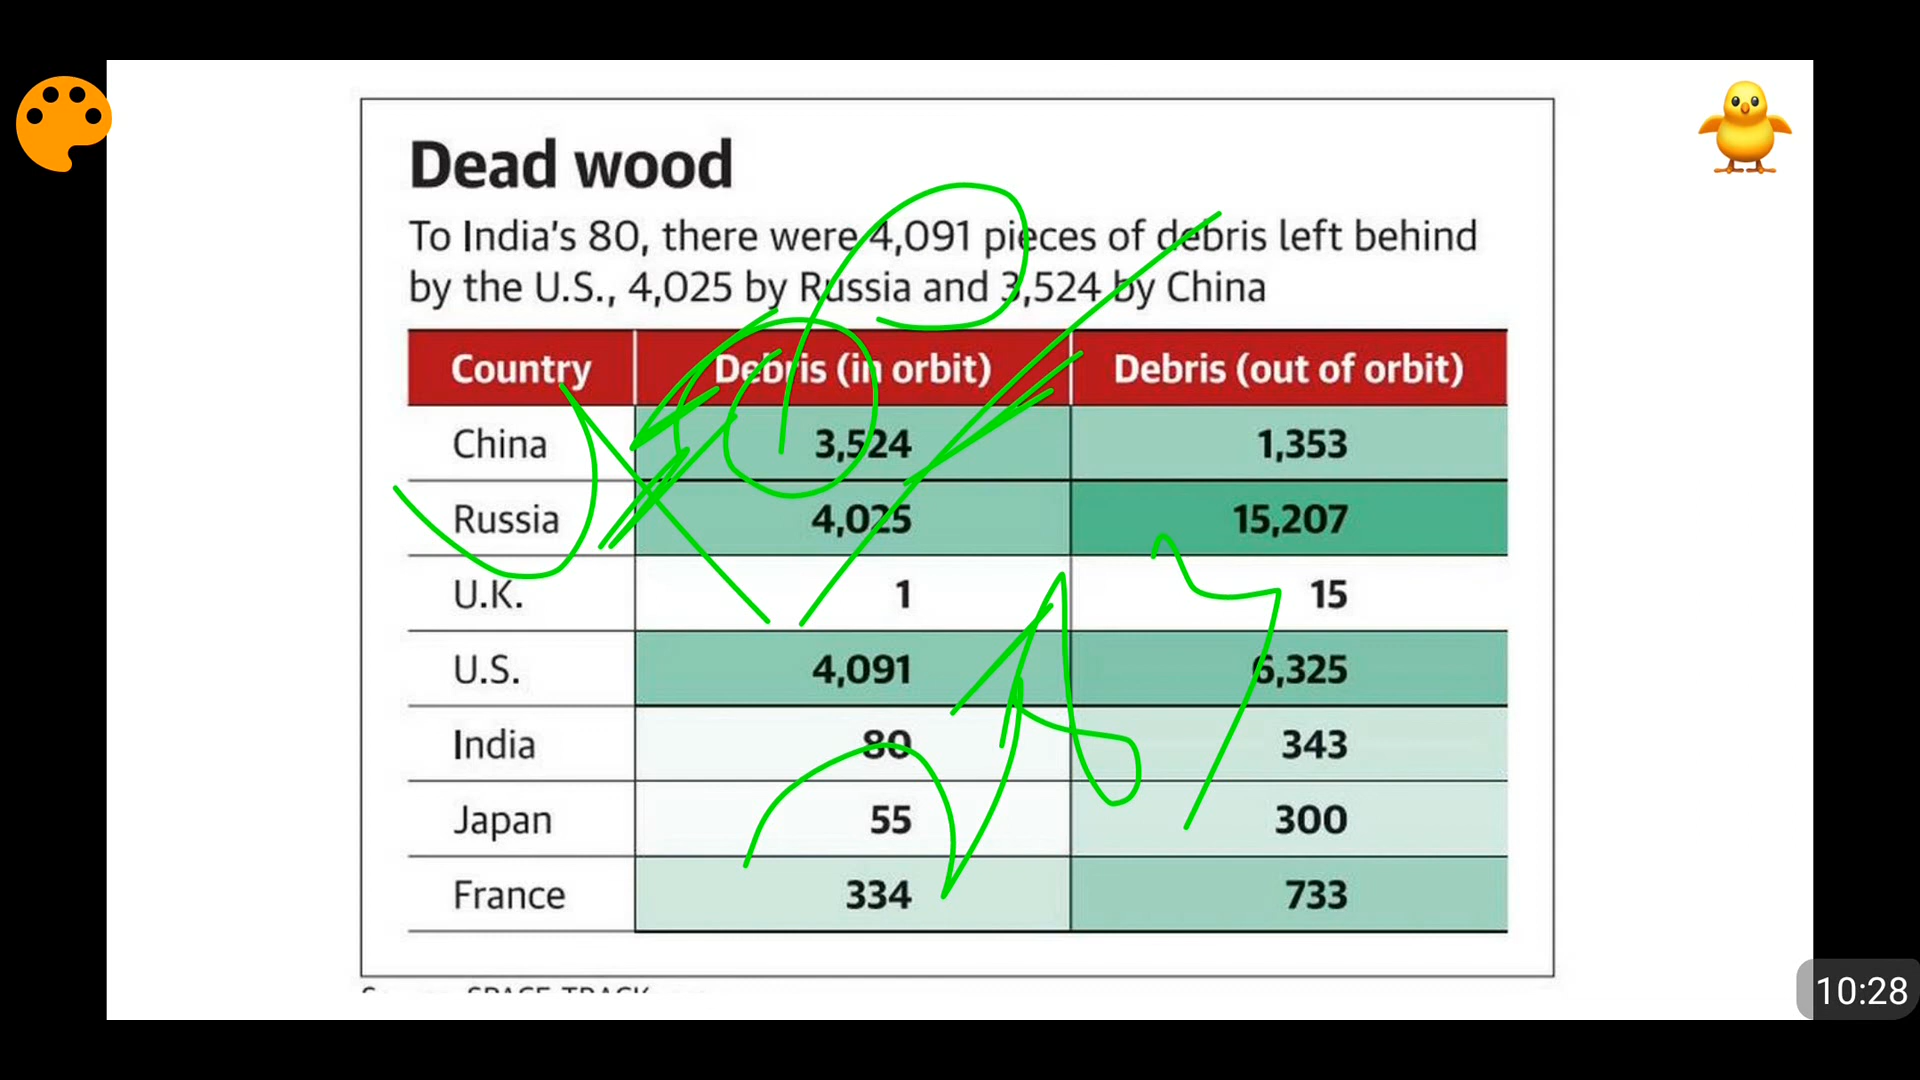 Dead wood
To India's 80, there were 4,091 pieces of debris left behind
by the U.S., 4,025 by Russia and 3,524 by China
Country Debris (in orbit) Debris (out of orbit)
China 3,524 1,353
Russia 4,025 15,207
U.K. 1 15
U.S. 4,091 6,325
India 80 343
Japan 55 300
France 334 733
10:28